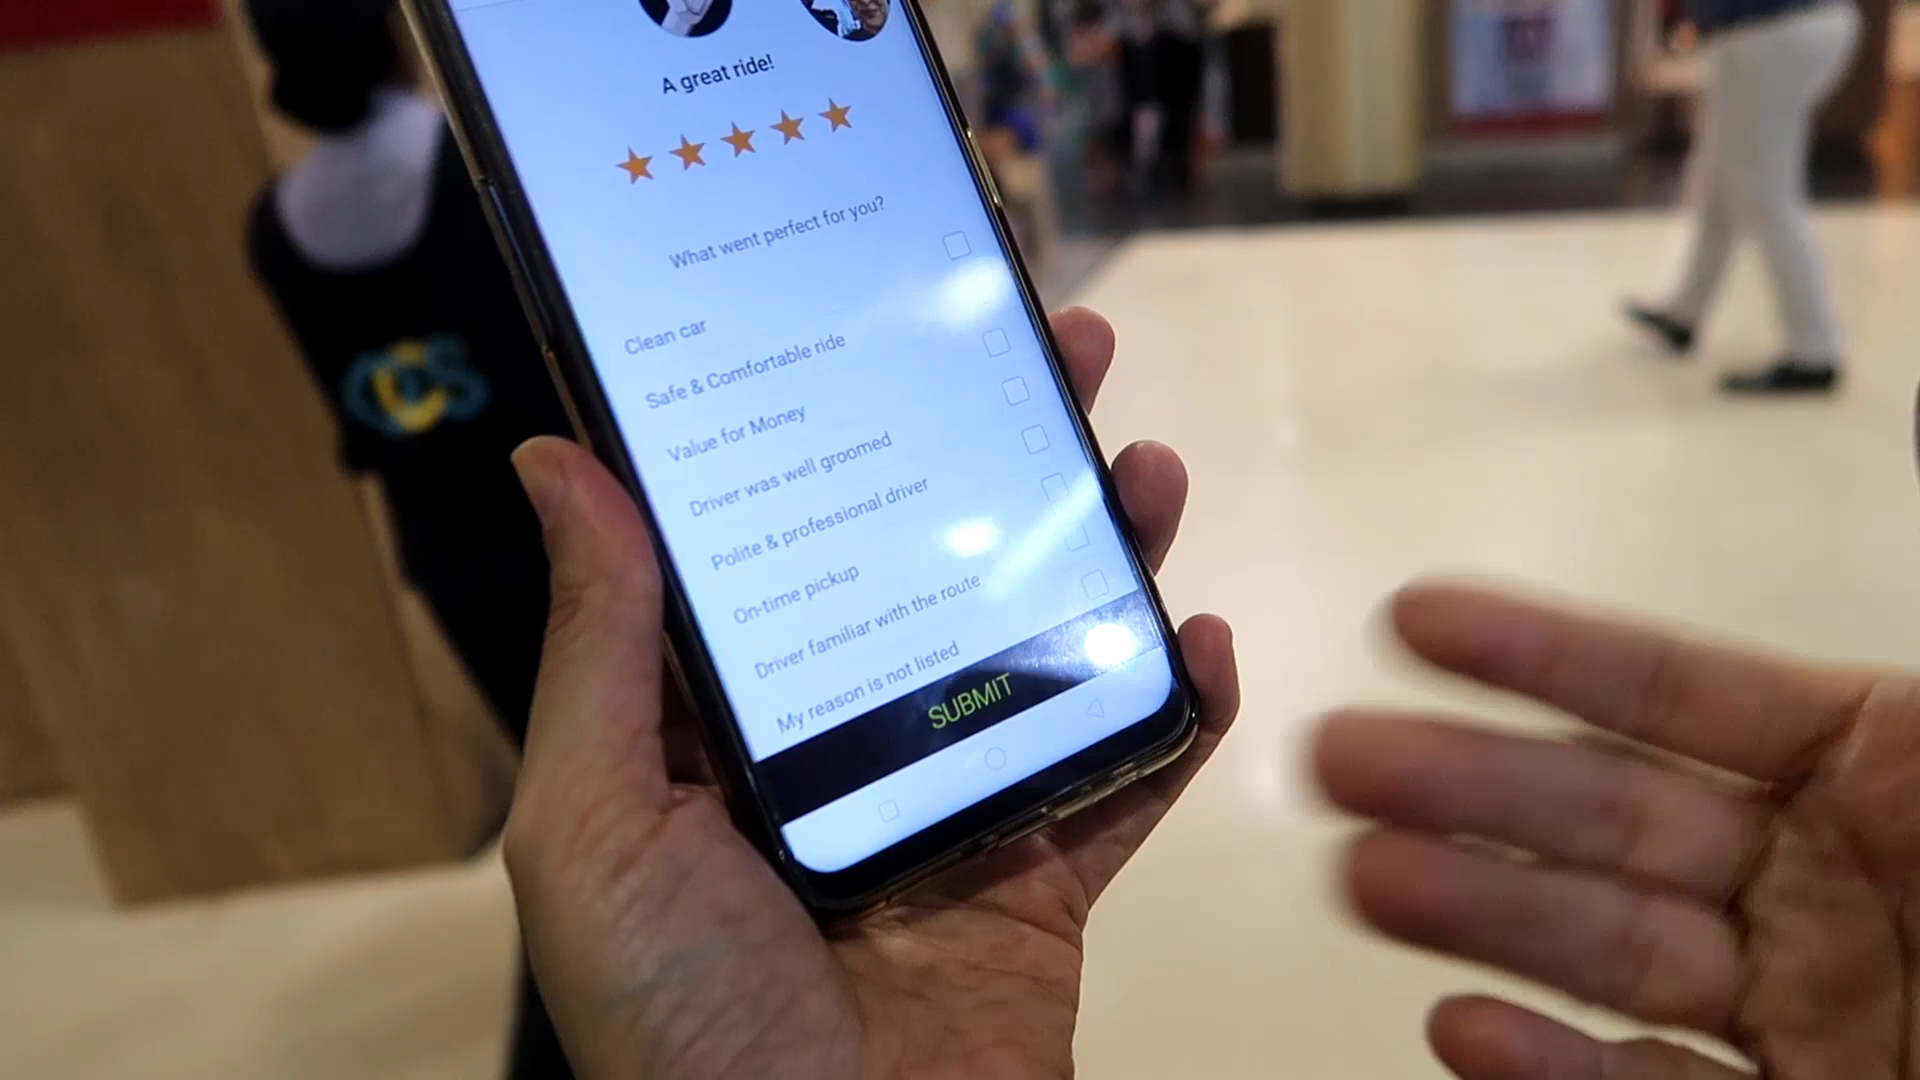 A great ride!
What went perfect for you?
Clean car
Safe & Comfortable ride
Value for Money
Driver was well groomed
Polite & professional driver
On-time pickup
Driver familiar with the route
My reason is not listed
SUBMIT